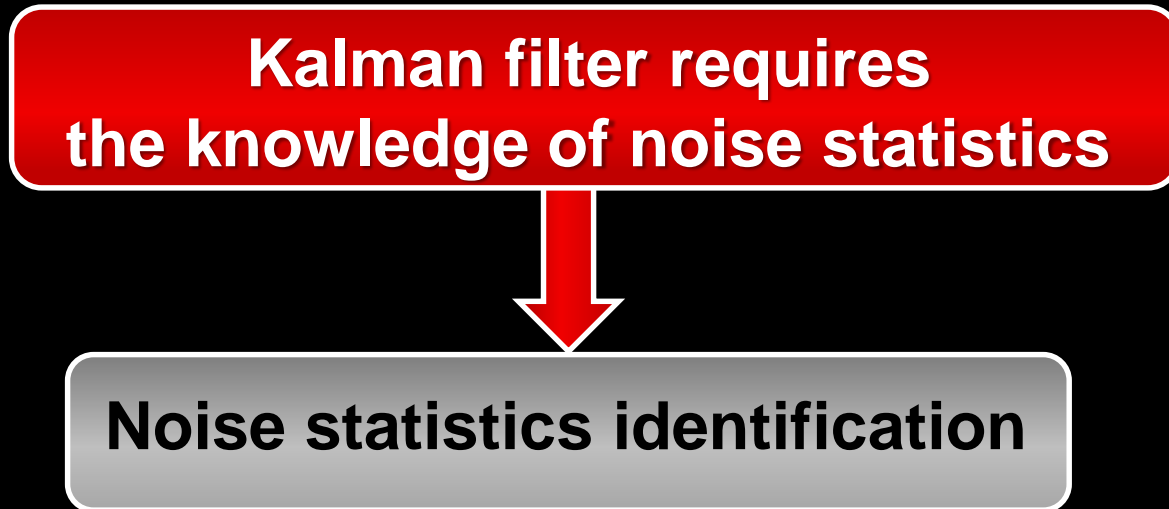 Kalman filter requires
the knowledge of noise statistics
Noise statistics identification